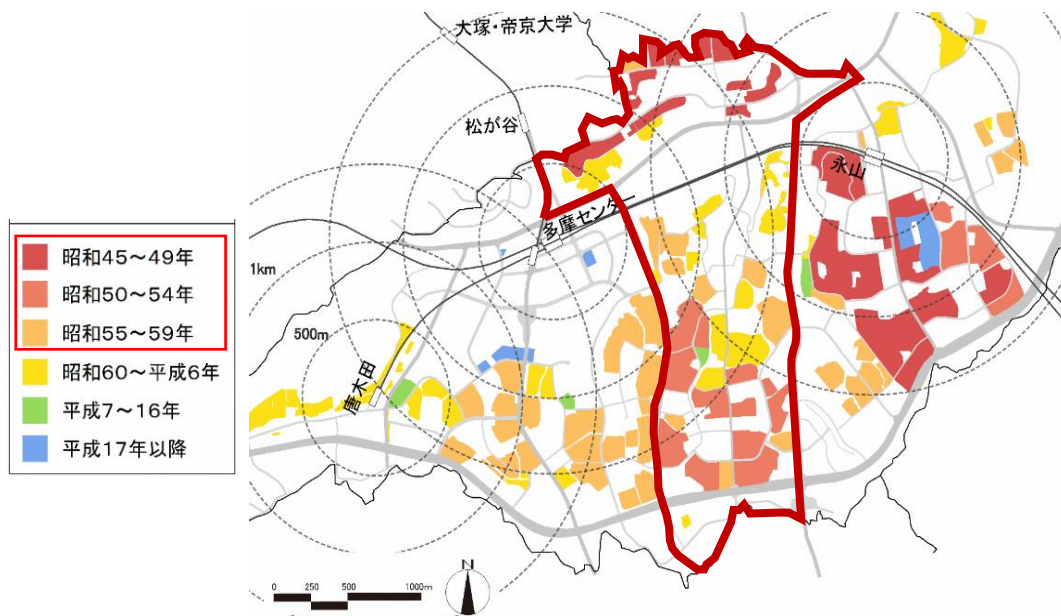 大塚・帝京大学
松が谷
永山
多摩センター
唐木田
1km
500m
昭和45～49年
昭和50～54年
昭和55～59年
昭和60～平成6年
平成7～16年
平成17年以降
0 250 500 1000m
N